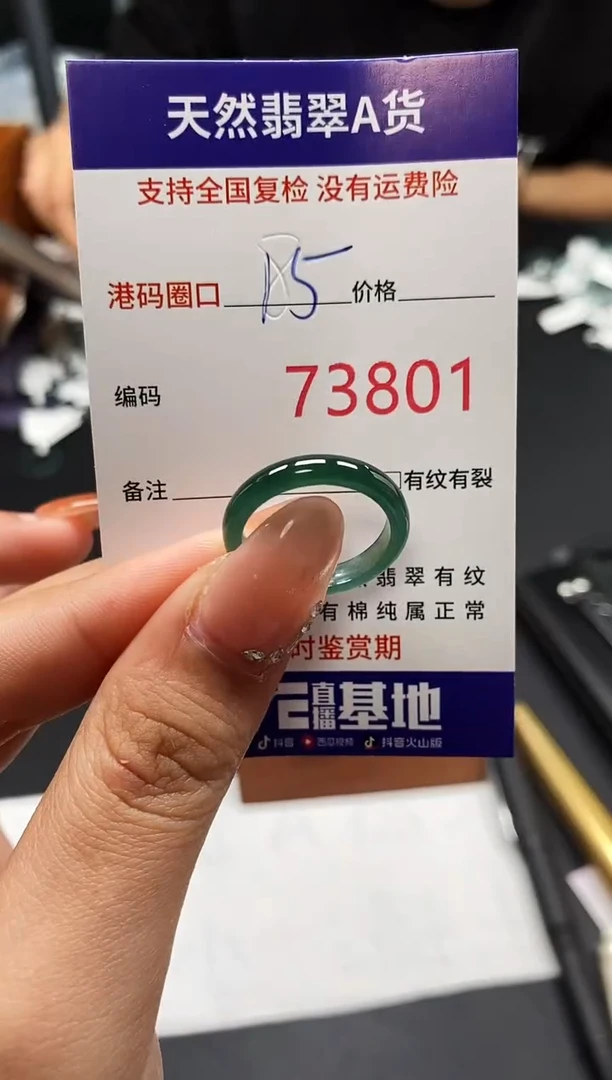 天然翡翠A货
支持全国复检 没有运费险
港码圈口 15 价格
编码 73801
备注 有纹有裂
翡翠有纹
有棉纯属正常
时鉴赏期
直播基地
抖音 西瓜视频 抖音火山版